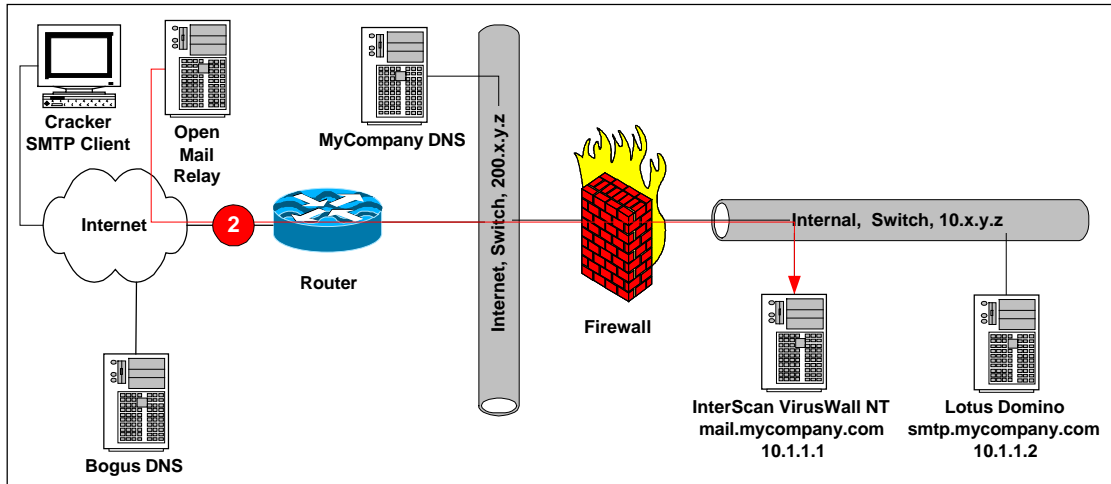 Cracker
SMTP Client
Open
Mail
Relay
MyCompany DNS
Internet, Switch, 200.x.y.z
Internet
2
Router
Firewall
Internal, Switch, 10.x.y.z
Bogus DNS
InterScan VirusWall NT
mail.mycompany.com
10.1.1.1
Lotus Domino
smtp.mycompany.com
10.1.1.2